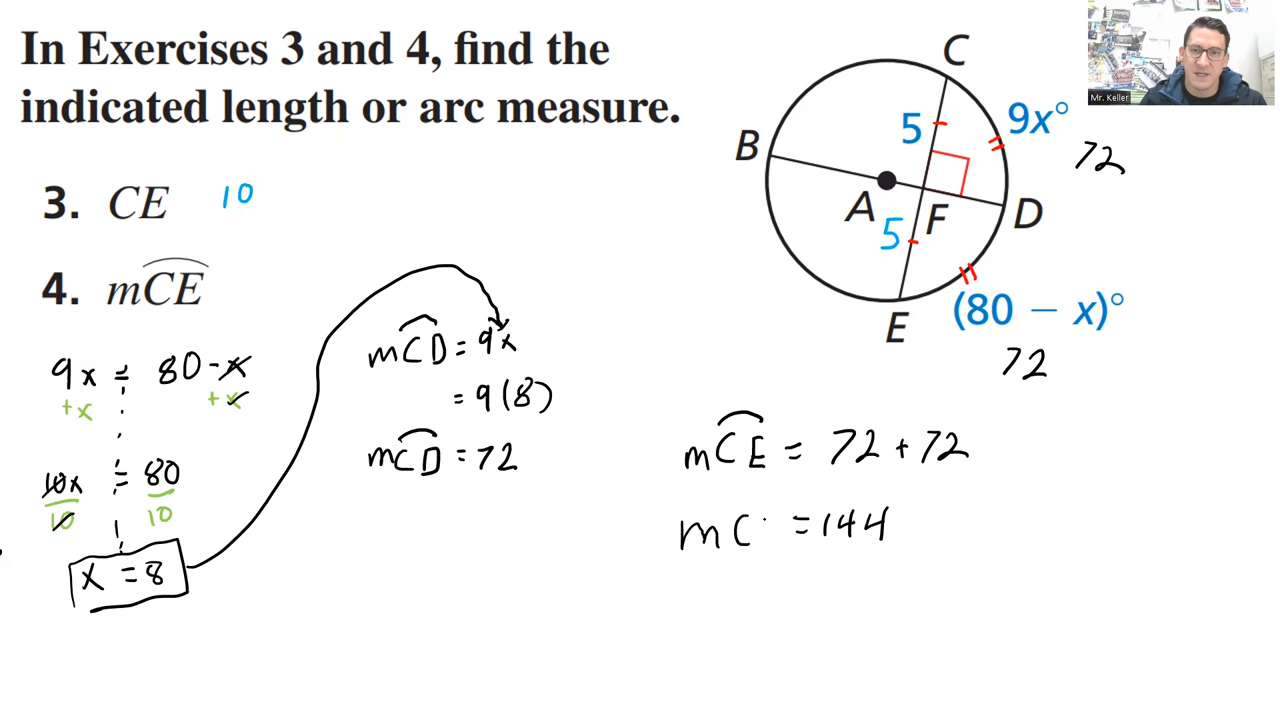 In Exercises 3 and 4, find the
indicated length or arc measure.
3. CE 10
4. mCE
9x = 80 - x
+x +x
10x = 80
10 10
x = 8
mCD = 9x
= 9(8)
mCD = 72
C
5
9x°
72
B
A
F
D
5
E
(80 − x)°
72
mCE = 72 + 72
mC = 144
Mr. Keller